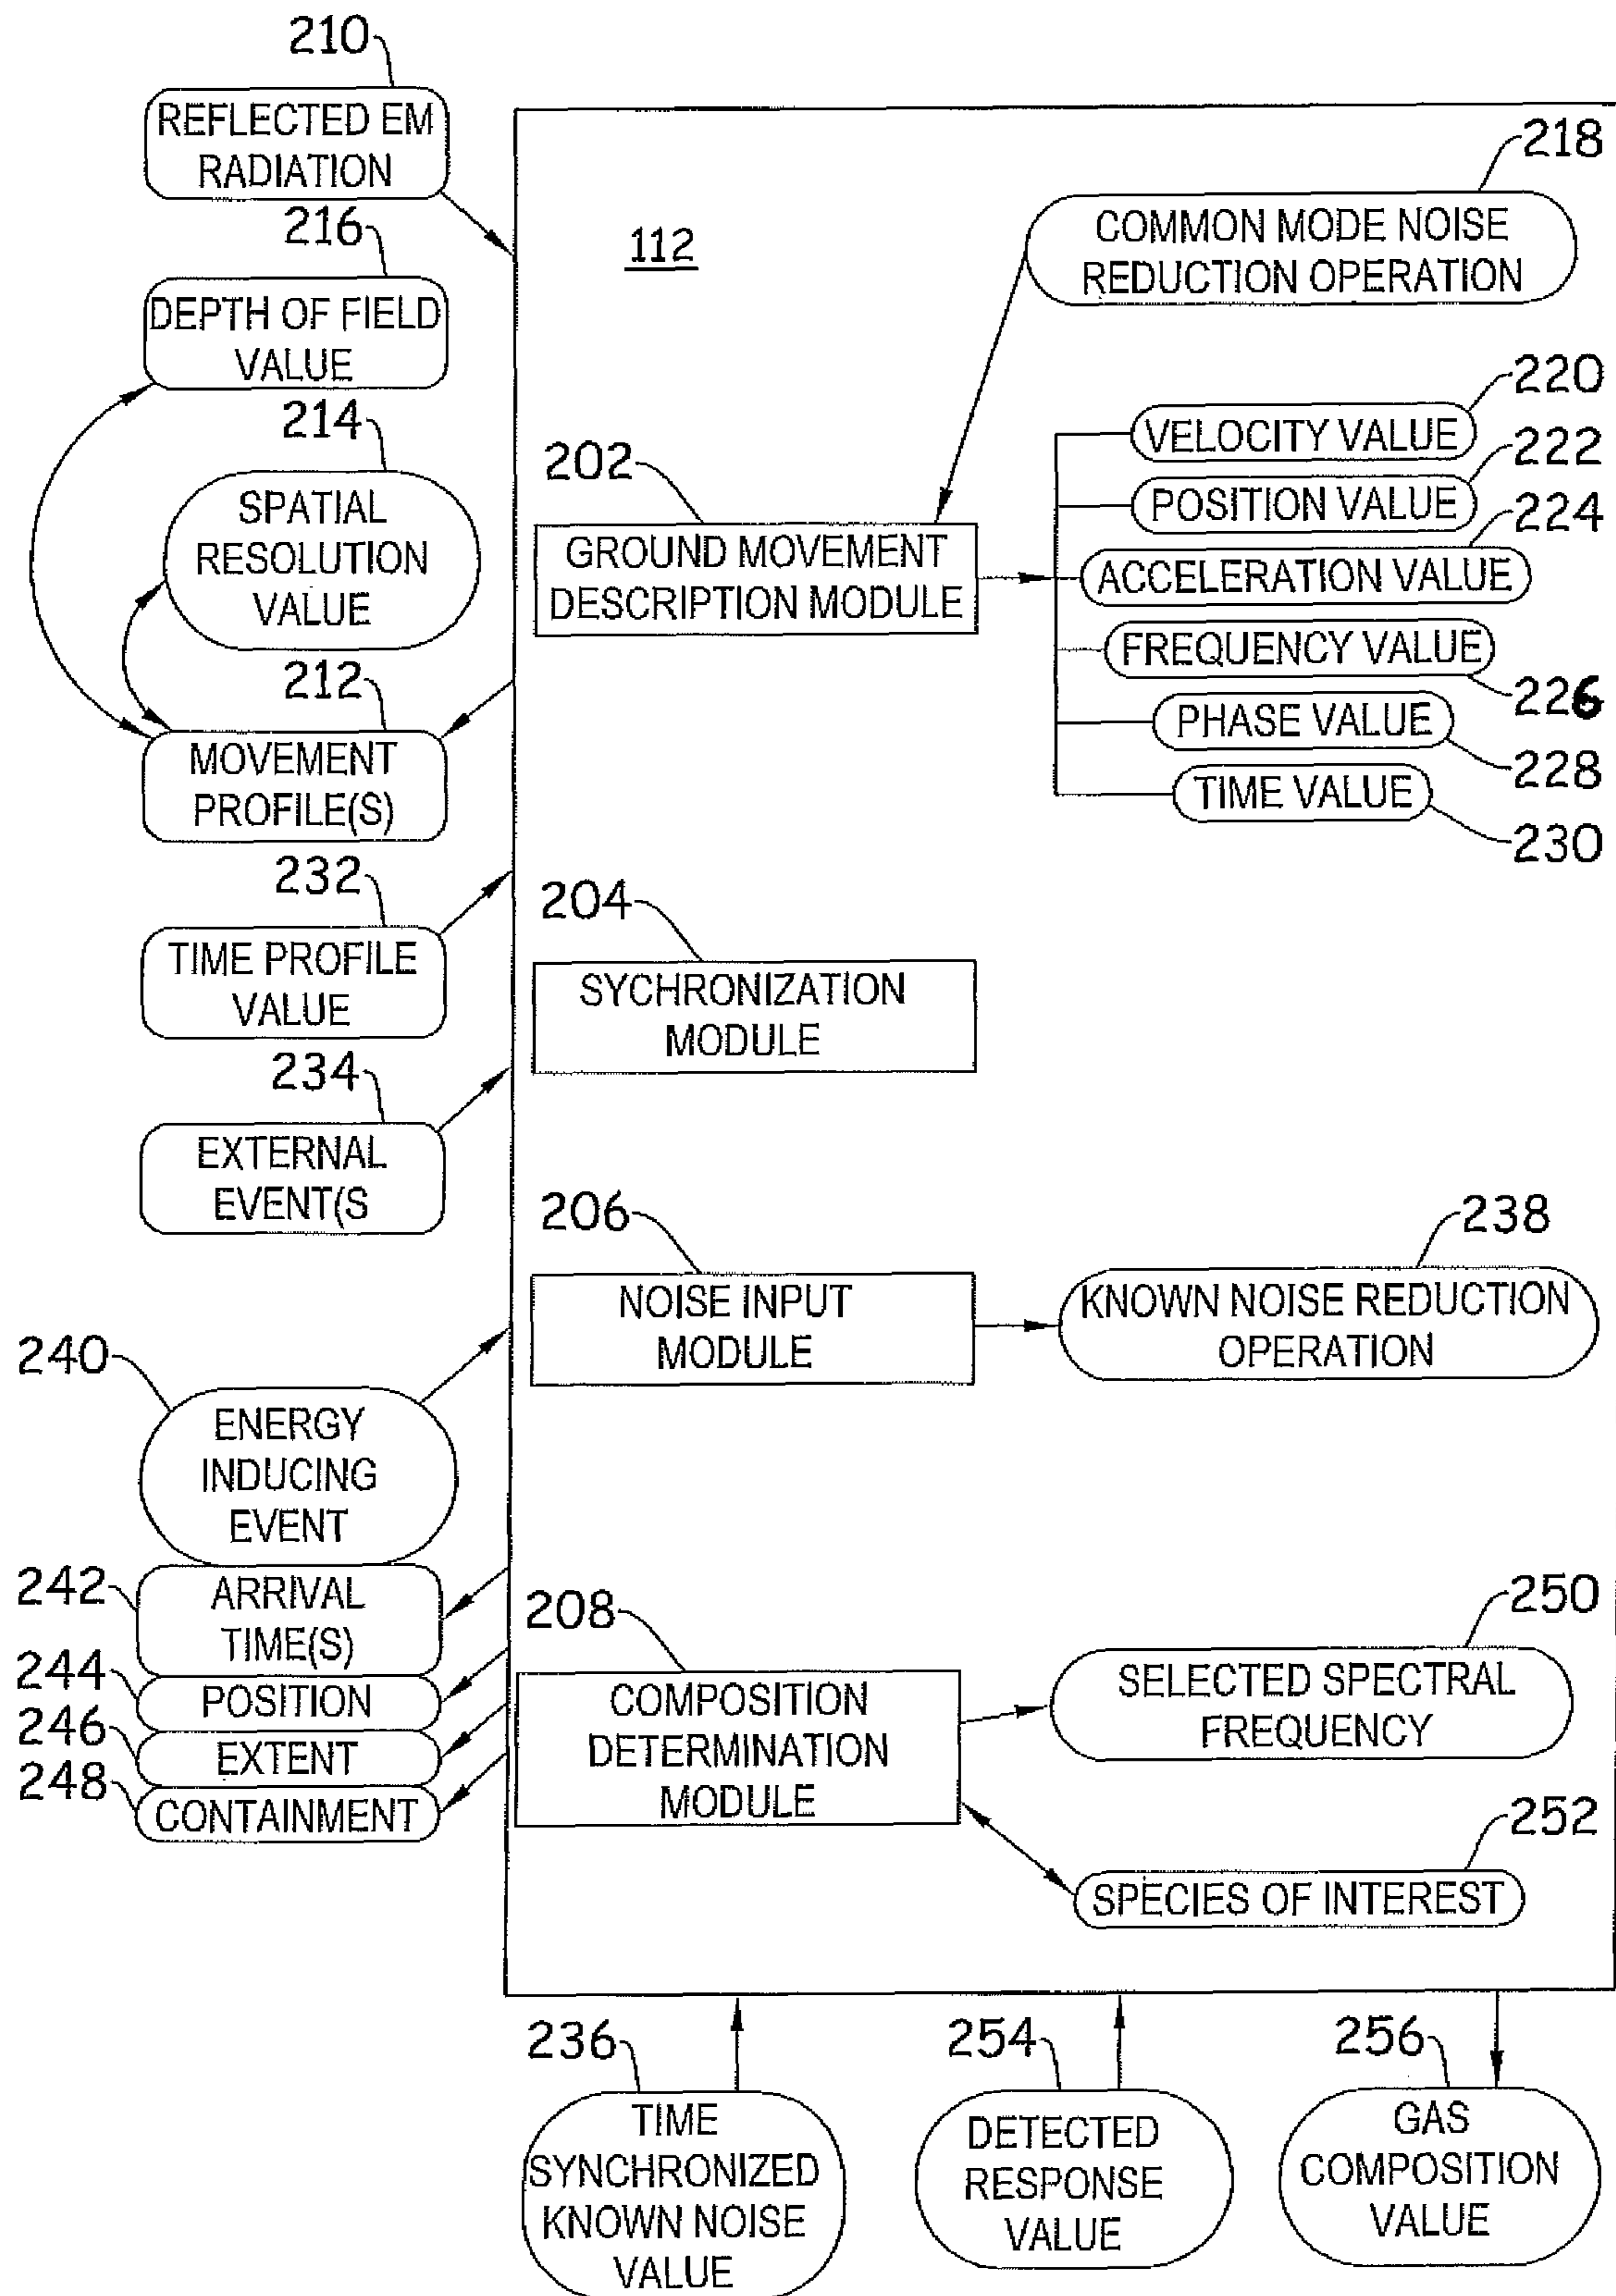 210
REFLECTED EM
RADIATION
216
DEPTH OF FIELD
VALUE
214
SPATIAL
RESOLUTION
VALUE
212
MOVEMENT
PROFILE(S)
232
TIME PROFILE
VALUE
234
EXTERNAL
EVENT(S
240
ENERGY
INDUCING
EVENT
242
ARRIVAL
TIME(S)
244
POSITION
246
EXTENT
248
CONTAINMENT
112
218
COMMON MODE NOISE
REDUCTION OPERATION
202
GROUND MOVEMENT
DESCRIPTION MODULE
220
VELOCITY VALUE
222
POSITION VALUE
224
ACCELERATION VALUE
FREQUENCY VALUE
226
PHASE VALUE
228
TIME VALUE
230
204
SYCHRONIZATION
MODULE
206
NOISE INPUT
MODULE
238
KNOWN NOISE REDUCTION
OPERATION
208
COMPOSITION
DETERMINATION
MODULE
250
SELECTED SPECTRAL
FREQUENCY
252
SPECIES OF INTEREST
236
TIME
SYNCHRONIZED
KNOWN NOISE
VALUE
254
DETECTED
RESPONSE
VALUE
256
GAS
COMPOSITION
VALUE